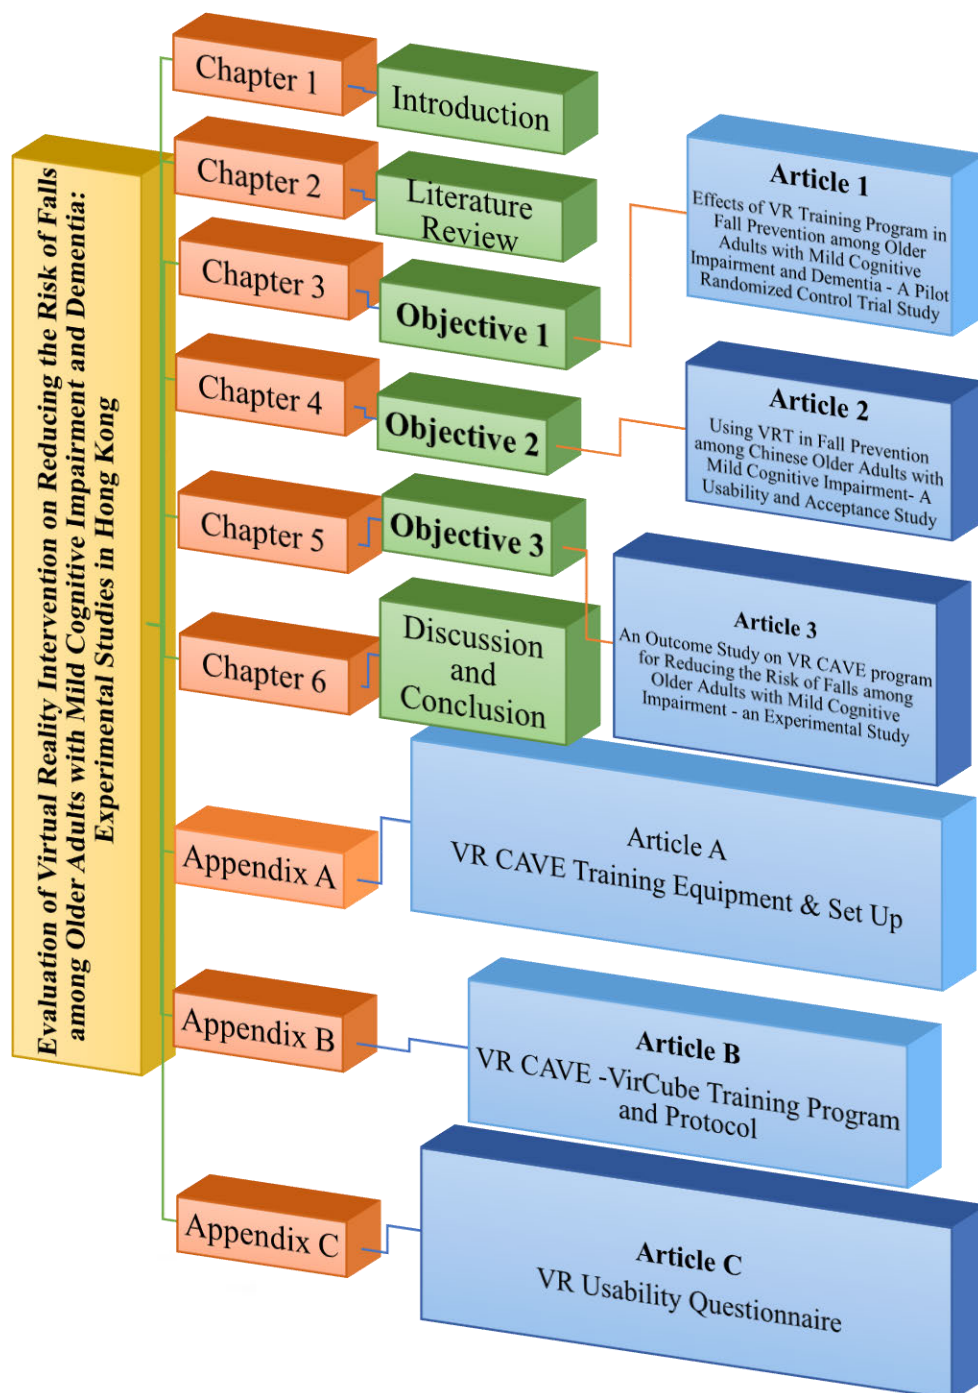 Evaluation of Virtual Reality Intervention on Reducing the Risk of Falls
among Older Adults with Mild Cognitive Impairment and Dementia:
Experimental Studies in Hong Kong
Chapter 1
Introduction
Chapter 2
Literature
Review
Chapter 3
Objective 1
Article 1
Effects of VR Training Program in
Fall Prevention among Older
Adults with Mild Cognitive
Impairment and Dementia - A Pilot
Randomized Control Trial Study
Chapter 4
Objective 2
Article 2
Using VRT in Fall Prevention
among Chinese Older Adults with
Mild Cognitive Impairment- A
Usability and Acceptance Study
Chapter 5
Objective 3
Article 3
An Outcome Study on VR CAVE program
for Reducing the Risk of Falls among
Older Adults with Mild Cognitive
Impairment - an Experimental Study
Chapter 6
Discussion
and
Conclusion
Appendix A
Article A
VR CAVE Training Equipment & Set Up
Appendix B
Article B
VR CAVE -VirCube Training Program
and Protocol
Appendix C
Article C
VR Usability Questionnaire